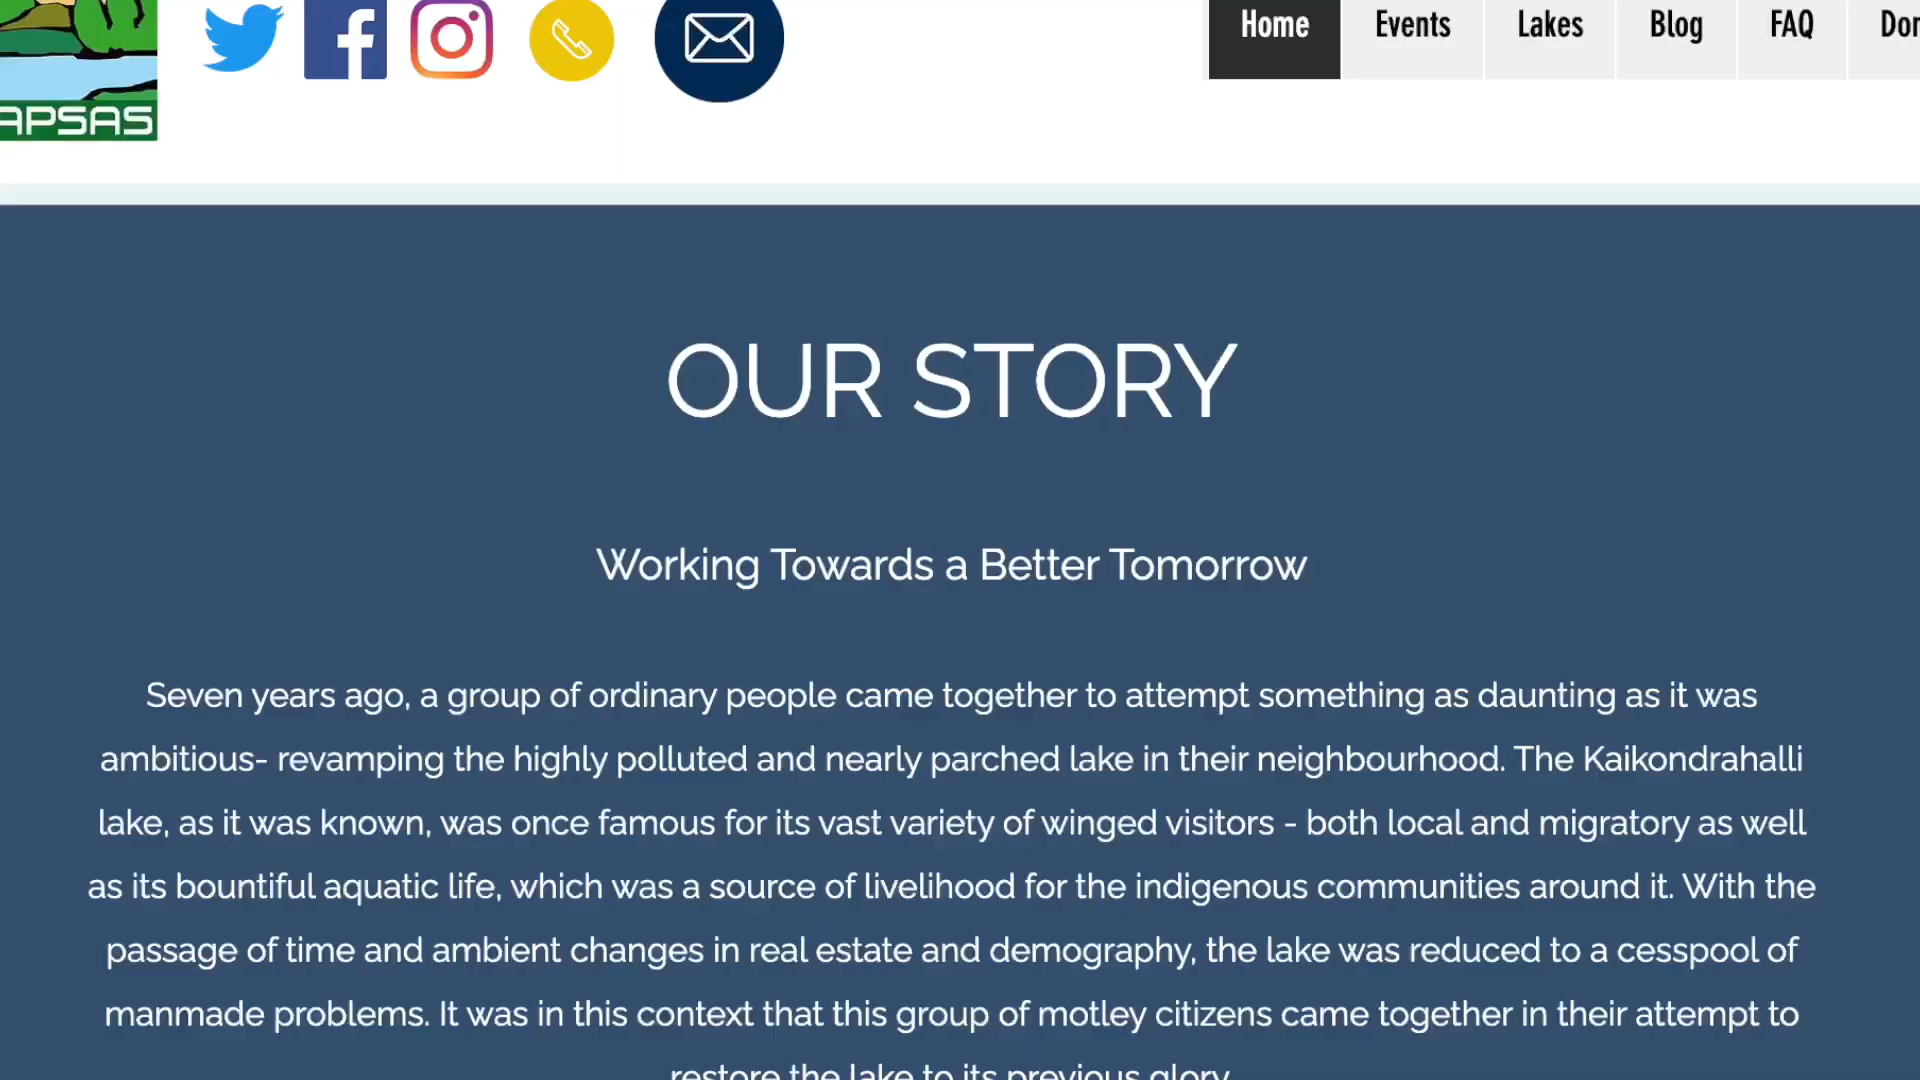 Home Events Lakes Blog FAQ
APSAS
OUR STORY
Working Towards a Better Tomorrow
Seven years ago, a group of ordinary people came together to attempt something as daunting as it was
ambitious- revamping the highly polluted and nearly parched lake in their neighbourhood. The Kaikondrahalli
lake, as it was known, was once famous for its vast variety of winged visitors - both local and migratory as well
as its bountiful aquatic life, which was a source of livelihood for the indigenous communities around it. With the
passage of time and ambient changes in real estate and demography, the lake was reduced to a cesspool of
manmade problems. It was in this context that this group of motley citizens came together in their attempt to
restore the lake to its previous glory.